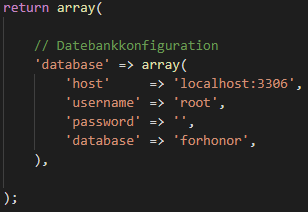 return array(
// Datebankkonfiguration
'database' => array(
'host' => 'localhost:3306',
'username' => 'root',
'password' => '',
'database' => 'forhonor',
),
);